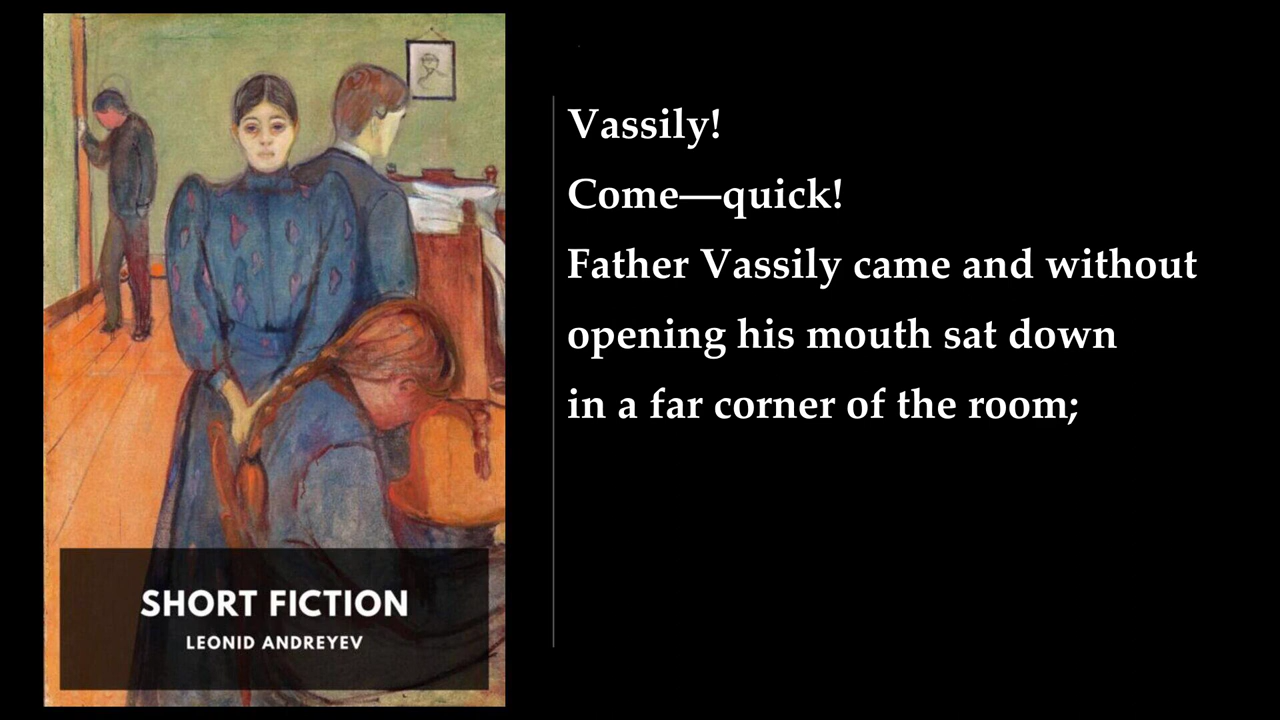 Vassily!
Come—quick!
Father Vassily came and without
opening his mouth sat down
in a far corner of the room;
SHORT FICTION
LEONID ANDREYEV